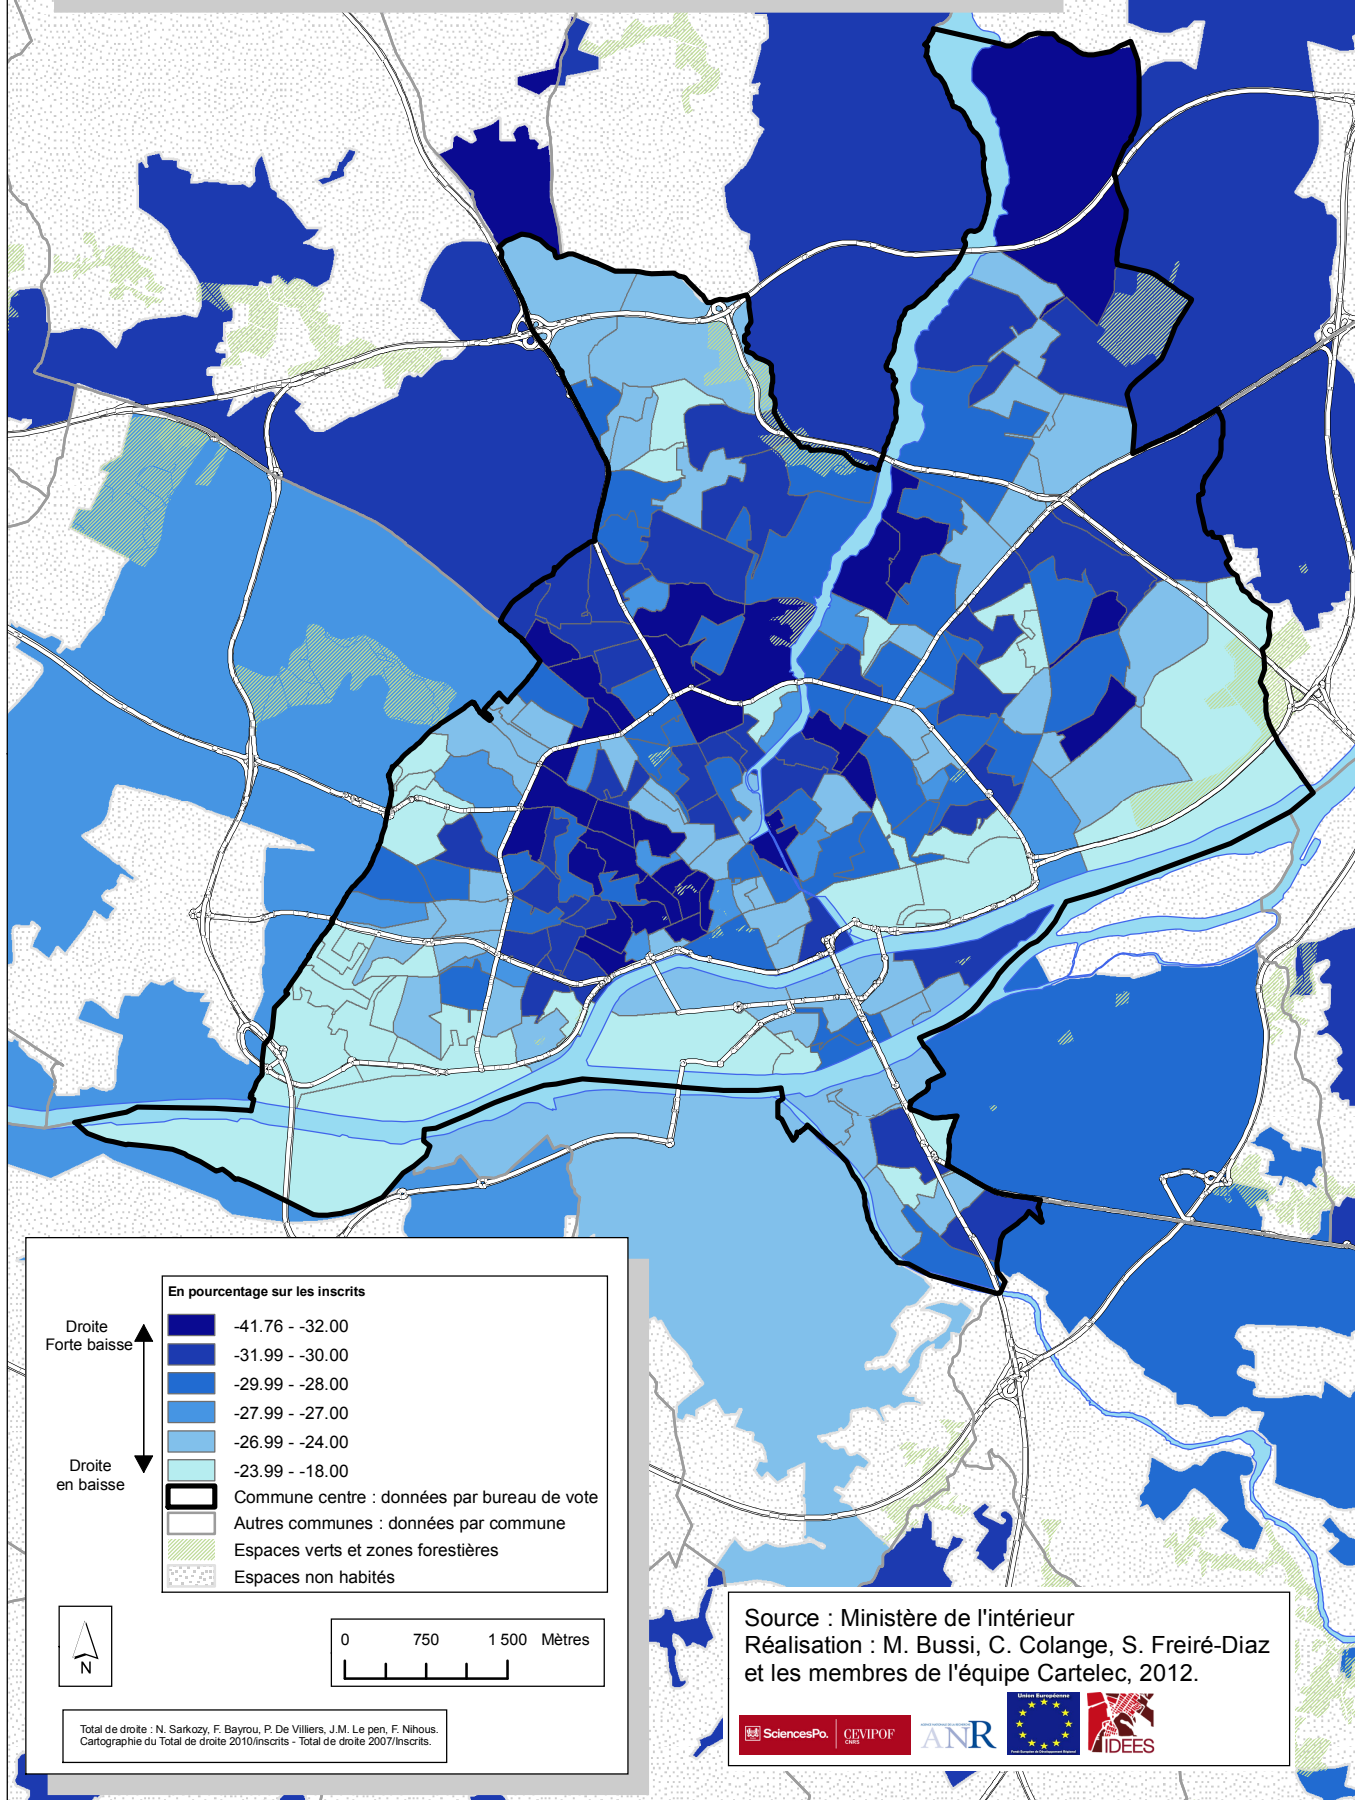 En pourcentage sur les inscrits
Droite
Forte baisse
-41.76 - -32.00
-31.99 - -30.00
-29.99 - -28.00
-27.99 - -27.00
-26.99 - -24.00
-23.99 - -18.00
Droite
en baisse
Commune centre : données par bureau de vote
Autres communes : données par commune
Espaces verts et zones forestières
Espaces non habités
N
0 750 1 500 Mètres
Total de droite : N. Sarkozy, F. Bayrou, P. De Villiers, J.M. Le pen, F. Nihous.
Cartographie du Total de droite 2010/inscrits - Total de droite 2007/Inscrits.
Source : Ministère de l'intérieur
Réalisation : M. Bussi, C. Colange, S. Freiré-Diaz
et les membres de l'équipe Cartelec, 2012.
SciencesPo.
CEVIPOF
CNRS
ANR
Union Européenne
IDEES